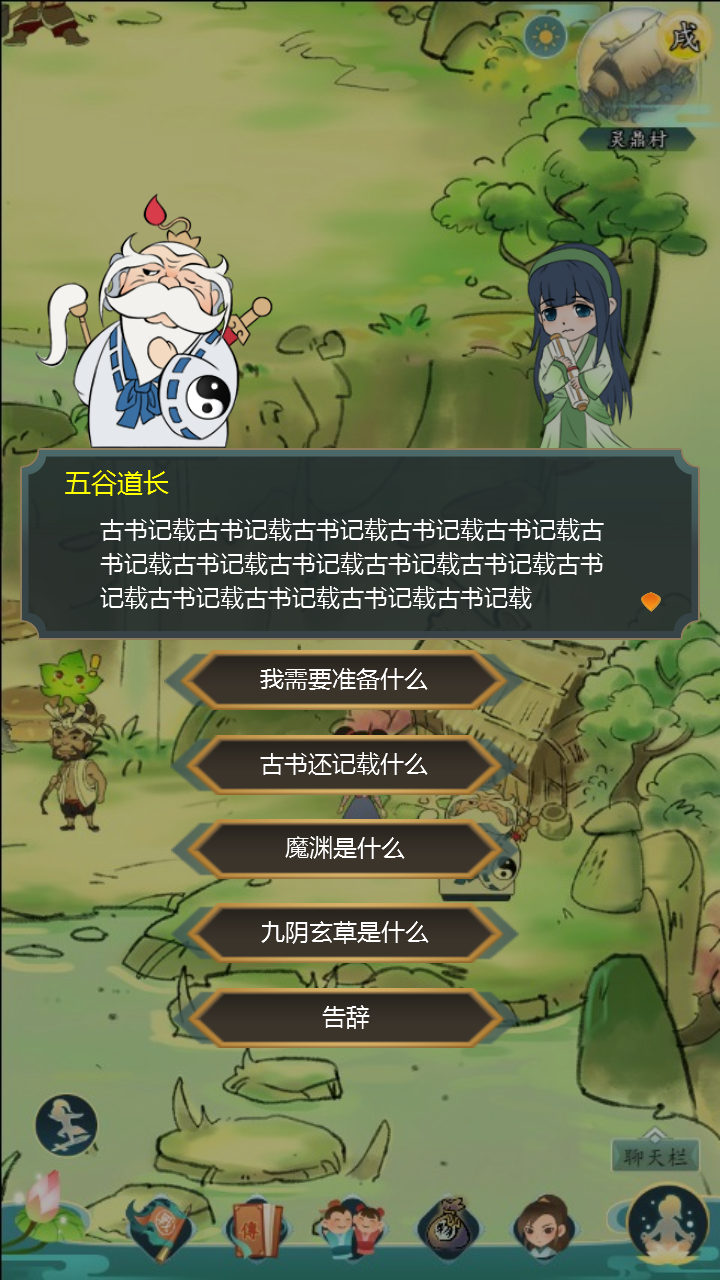 戌
灵鼎村
五谷道长
古书记载古书记载古书记载古书记载古书记载古
书记载古书记载古书记载古书记载古书记载古书
记载古书记载古书记载古书记载古书记载
我需要准备什么
古书还记载什么
魔渊是什么
九阴玄草是什么
告辞
聊天栏
傳
物